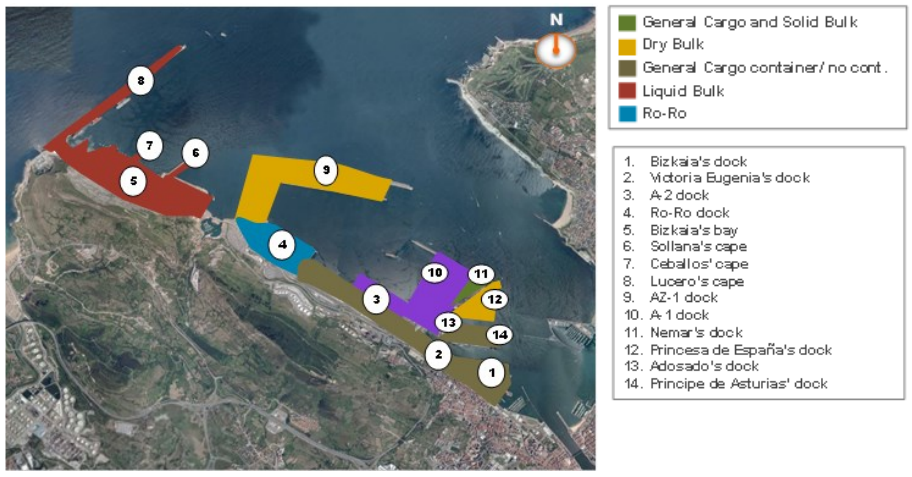 N
8
7
6
5
9
4
10
11
3
12
13
14
2
1
General Cargo and Solid Bulk
Dry Bulk
General Cargo container/ no cont.
Liquid Bulk
Ro-Ro
1. Bizkaia's dock
2. Victoria Eugenia's dock
3. A-2 dock
4. Ro-Ro dock
5. Bizkaia's bay
6. Sollana's cape
7. Ceballos' cape
8. Lucero's cape
9. AZ-1 dock
10. A-1 dock
11. Nemar's dock
12. Princesa de España's dock
13. Adosado's dock
14. Principe de Asturias' dock